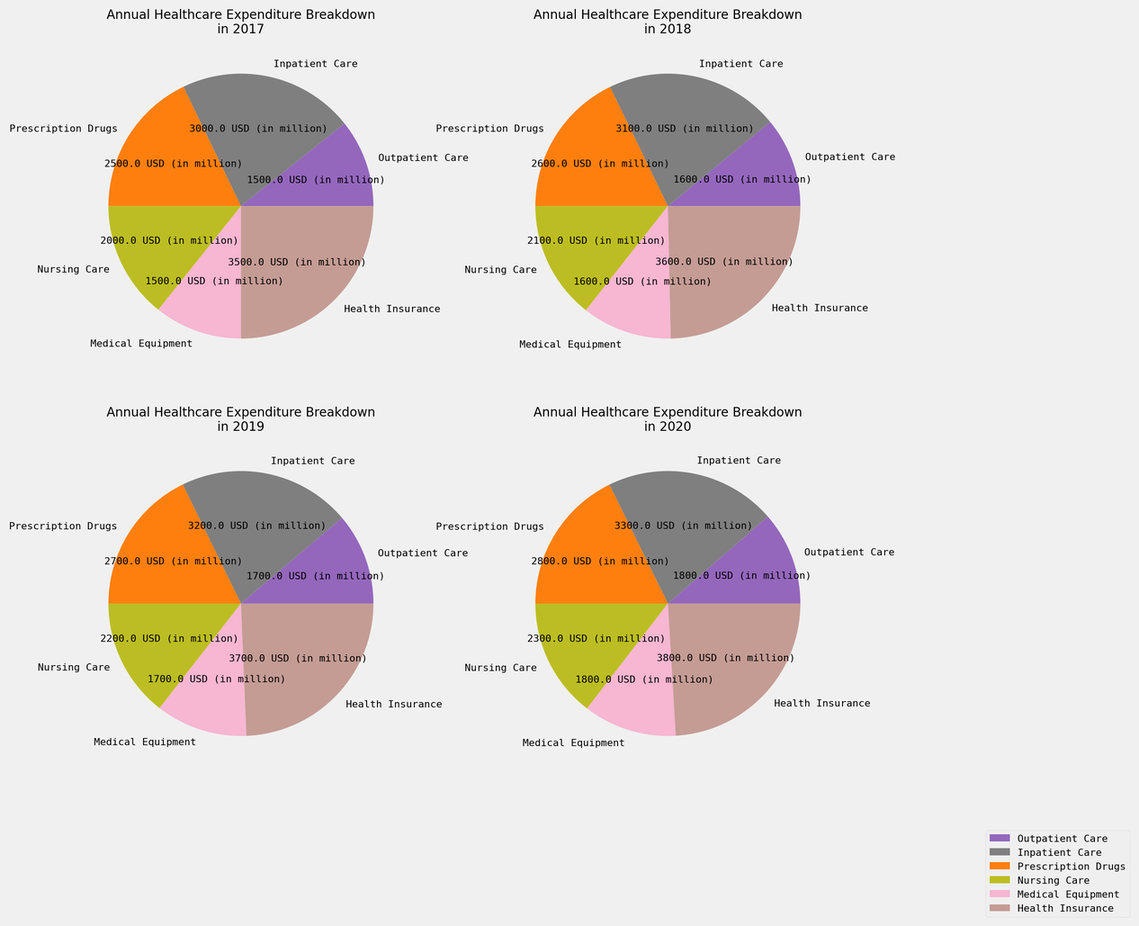 Annual Healthcare Expenditure Breakdown
in 2017
Inpatient Care
Prescription Drugs
3000.0 USD (in million)
Outpatient Care
2500.0 USD (in million)
1500.0 USD (in million)
2000.0 USD (in million)
3500.0 USD (in million)
Nursing Care
1500.0 USD (in million)
Health Insurance
Medical Equipment
Annual Healthcare Expenditure Breakdown
in 2018
Inpatient Care
Prescription Drugs
3100.0 USD (in million)
Outpatient Care
2600.0 USD (in million)
1600.0 USD (in million)
2100.0 USD (in million)
3600.0 USD (in million)
Nursing Care
1600.0 USD (in million)
Health Insurance
Medical Equipment
Annual Healthcare Expenditure Breakdown
in 2019
Inpatient Care
Prescription Drugs
3200.0 USD (in million)
Outpatient Care
2700.0 USD (in million)
1700.0 USD (in million)
2200.0 USD (in million)
3700.0 USD (in million)
Nursing Care
1700.0 USD (in million)
Health Insurance
Medical Equipment
Annual Healthcare Expenditure Breakdown
in 2020
Inpatient Care
Prescription Drugs
3300.0 USD (in million)
Outpatient Care
2800.0 USD (in million)
1800.0 USD (in million)
2300.0 USD (in million)
3800.0 USD (in million)
Nursing Care
1800.0 USD (in million)
Health Insurance
Medical Equipment
Outpatient Care
Inpatient Care
Prescription Drugs
Nursing Care
Medical Equipment
Health Insurance